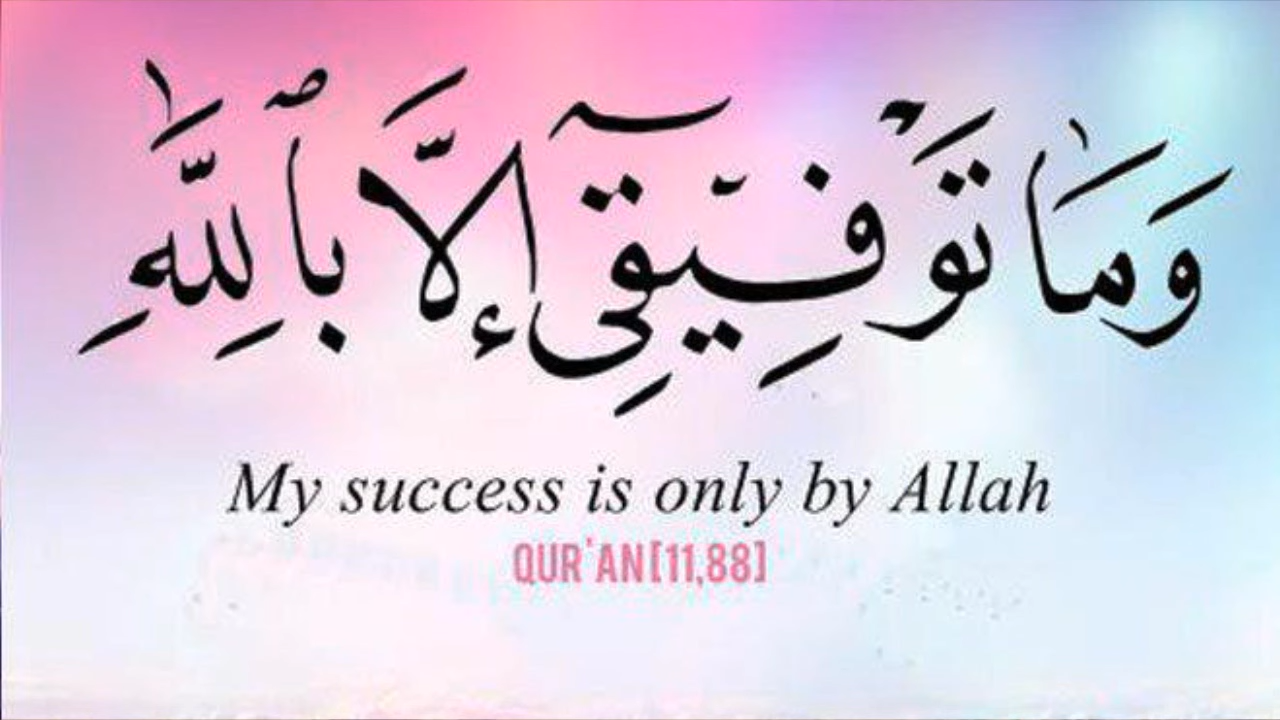 وَمَا تَوْفِيقِىٓ إِلَّا بِٱللَّهِ
My success is only by Allah
QUR'AN[11,88]